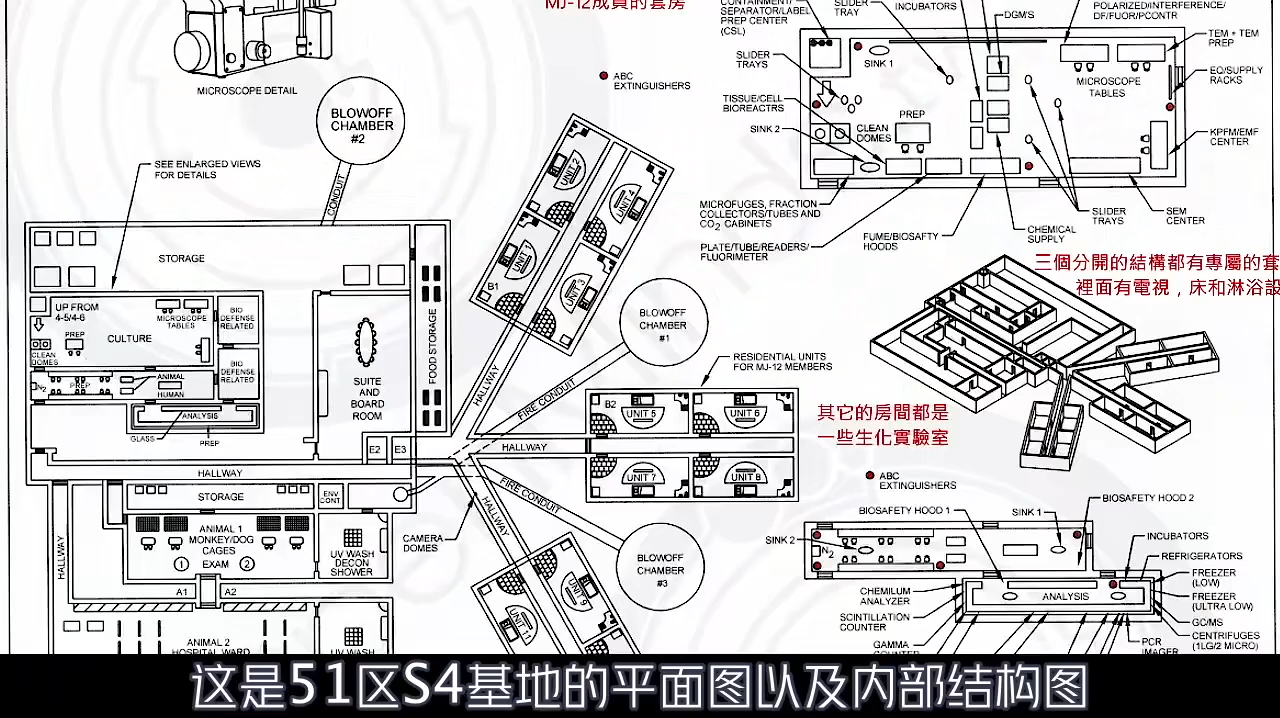 MJ-12成員的套房
MICROSCOPE DETAIL
BLOWOFF
CHAMBER
#2
CONDUIT
SEE ENLARGED VIEWS
FOR DETAILS
ABC
EXTINGUISHERS
CONTAINMENT/
SEPARATOR/LABEL
PREP CENTER
(CSL)
SLIDER
TRAY
INCUBATORS
DGM'S
POLARIZED/INTERFERENCE/
DF/FUOR/PCONTR
TEM + TEM
PREP
SLIDER
TRAYS
SINK 1
EQ/SUPPLY
RACKS
MICROSCOPE
TABLES
TISSUE/CELL
BIOREACTRS
PREP
SINK 2
CLEAN
DOMES
KPFM/EMF
CENTER
MICROFUGES, FRACTION
COLLECTORS/TUBES AND
CO2 CABINETS
SLIDER
TRAYS
SEM
CENTER
PLATE/TUBE/READERS/
FLUORIMETER
FUME/BIOSAFTY
HOODS
CHEMICAL
SUPPLY
三個分開的結構都有專屬的套
裡面有電視，床和淋浴設
STORAGE
UP FROM
4-5/4-6
MICROSCOPE
TABLES
BIO
DEFENSE
RELATED
PREP
CULTURE
CLEAN
DOMES
BIO
DEFENSE
RELATED
N2
PREP
ANIMAL
HUMAN
ANALYSIS
GLASS
PREP
SUITE
AND
BOARD
ROOM
FOOD STORAGE
E2
E3
HALLWAY
UNIT 2
UNIT 4
UNIT 1
UNIT 3
B1
HALLWAY
BLOWOFF
CHAMBER
#1
FIRE CONDUIT
RESIDENTIAL UNITS
FOR MJ-12 MEMBERS
B2
UNIT 5
UNIT 6
HALLWAY
UNIT 7
UNIT 8
其它的房間都是
一些生化實驗室
ABC
EXTINGUISHERS
FIRE CONDUIT
HALLWAY
CAMERA
DOMES
BLOWOFF
CHAMBER
#3
UNIT 9
UNIT 11
STORAGE
ENV
CONT
HALLWAY
ANIMAL 1
MONKEY/DOG
CAGES
1
EXAM
2
UV WASH
DECON
SHOWER
A1
A2
ANIMAL 2
HOSPITAL WARD
UV WASH
BIOSAFETY HOOD 2
BIOSAFETY HOOD 1
SINK 1
SINK 2
N2
INCUBATORS
REFRIGERATORS
FREEZER
(LOW)
FREEZER
(ULTRA LOW)
GC/MS
CENTRIFUGES
(1LG/2 MICRO)
PCR
IMAGER
ANALYSIS
CHEMILUM
ANALYZER
SCINTILLATION
COUNTER
GAMMA
COUNTER
这是51区S4基地的平面图以及内部结构图